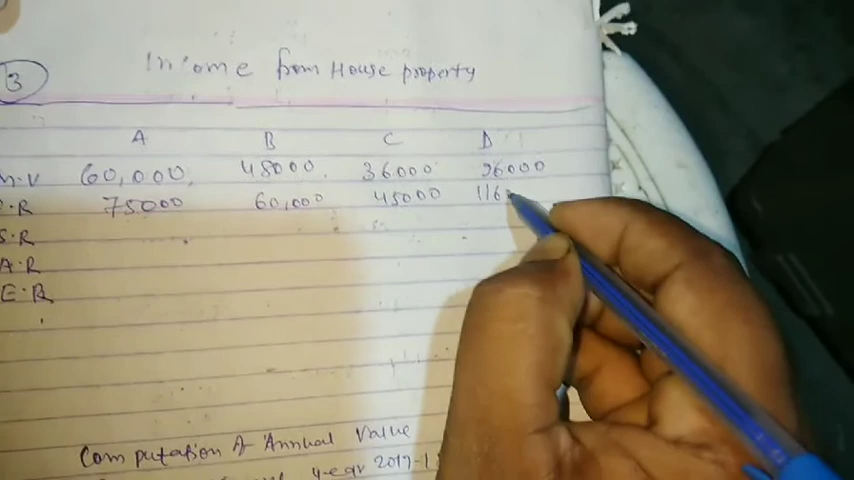 3 Income from House property
A B C D
M.V 60,000 48000 36000 96000
R 75000 60,000 45000 116
S.R
A.R
E.R
Computation of Annual Value
year 2017-1